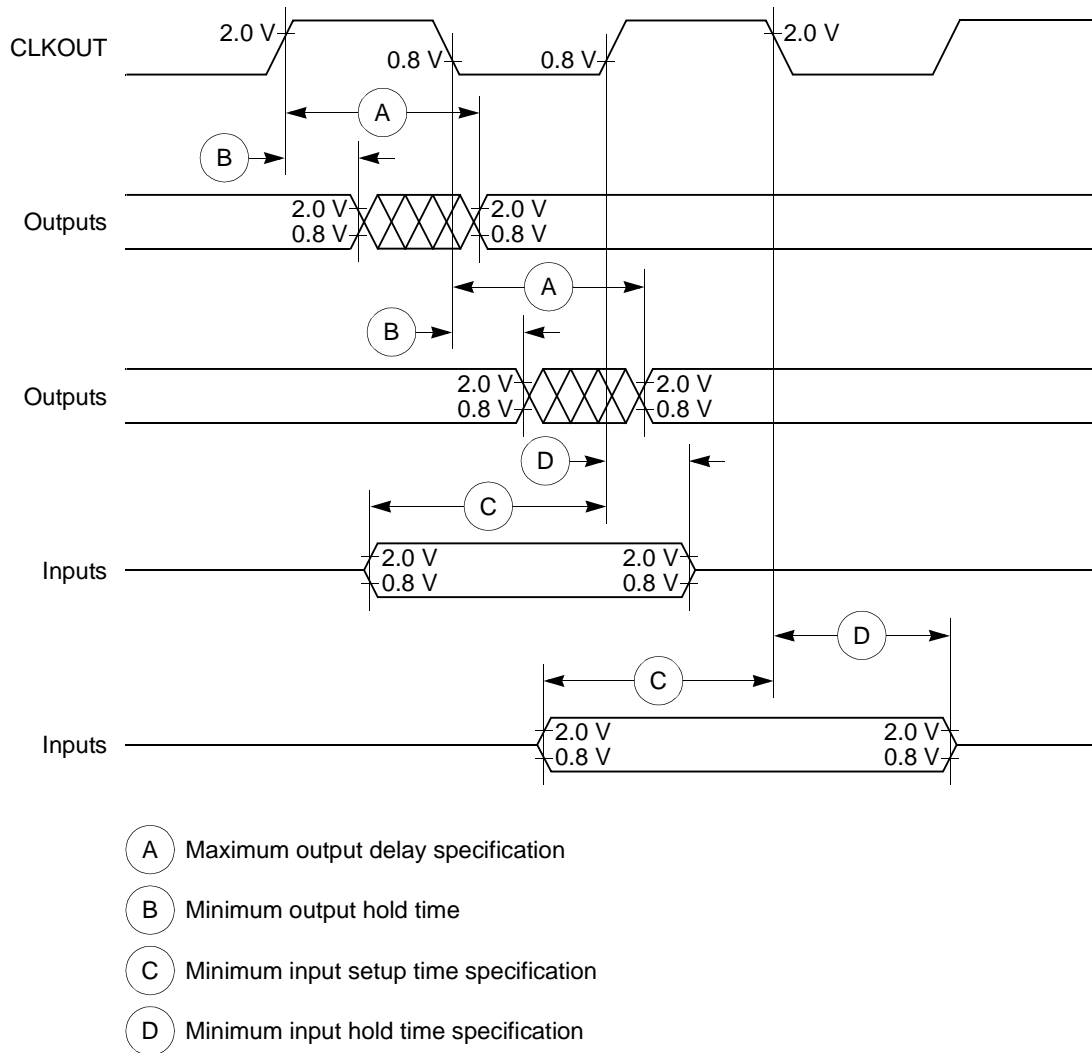 2.0 V
2.0 V
CLKOUT
0.8 V
0.8 V
A
B
2.0 V
2.0 V
Outputs
0.8 V
0.8 V
A
B
2.0 V
2.0 V
Outputs
0.8 V
0.8 V
D
C
2.0 V
2.0 V
Inputs
0.8 V
0.8 V
D
C
2.0 V
2.0 V
Inputs
0.8 V
0.8 V
A Maximum output delay specification
B Minimum output hold time
C Minimum input setup time specification
D Minimum input hold time specification